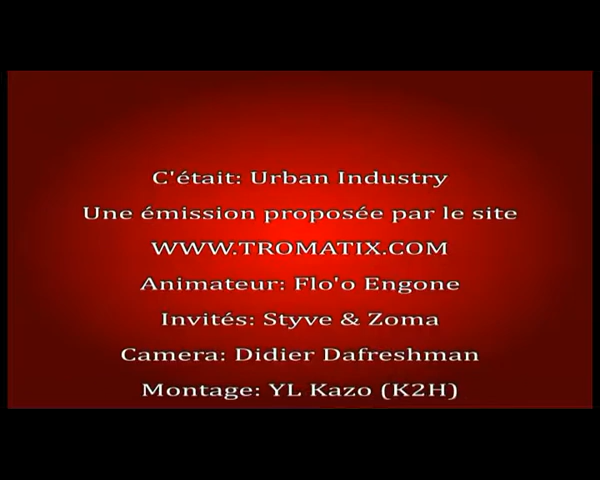 C'était: Urban Industry
Une émission proposée par le site
WWW.TROMATIX.COM
Animateur: Flo'o Engone
Invités: Styve & Zoma
Camera: Didier Dafreshman
Montage: YL Kazo (K2H)